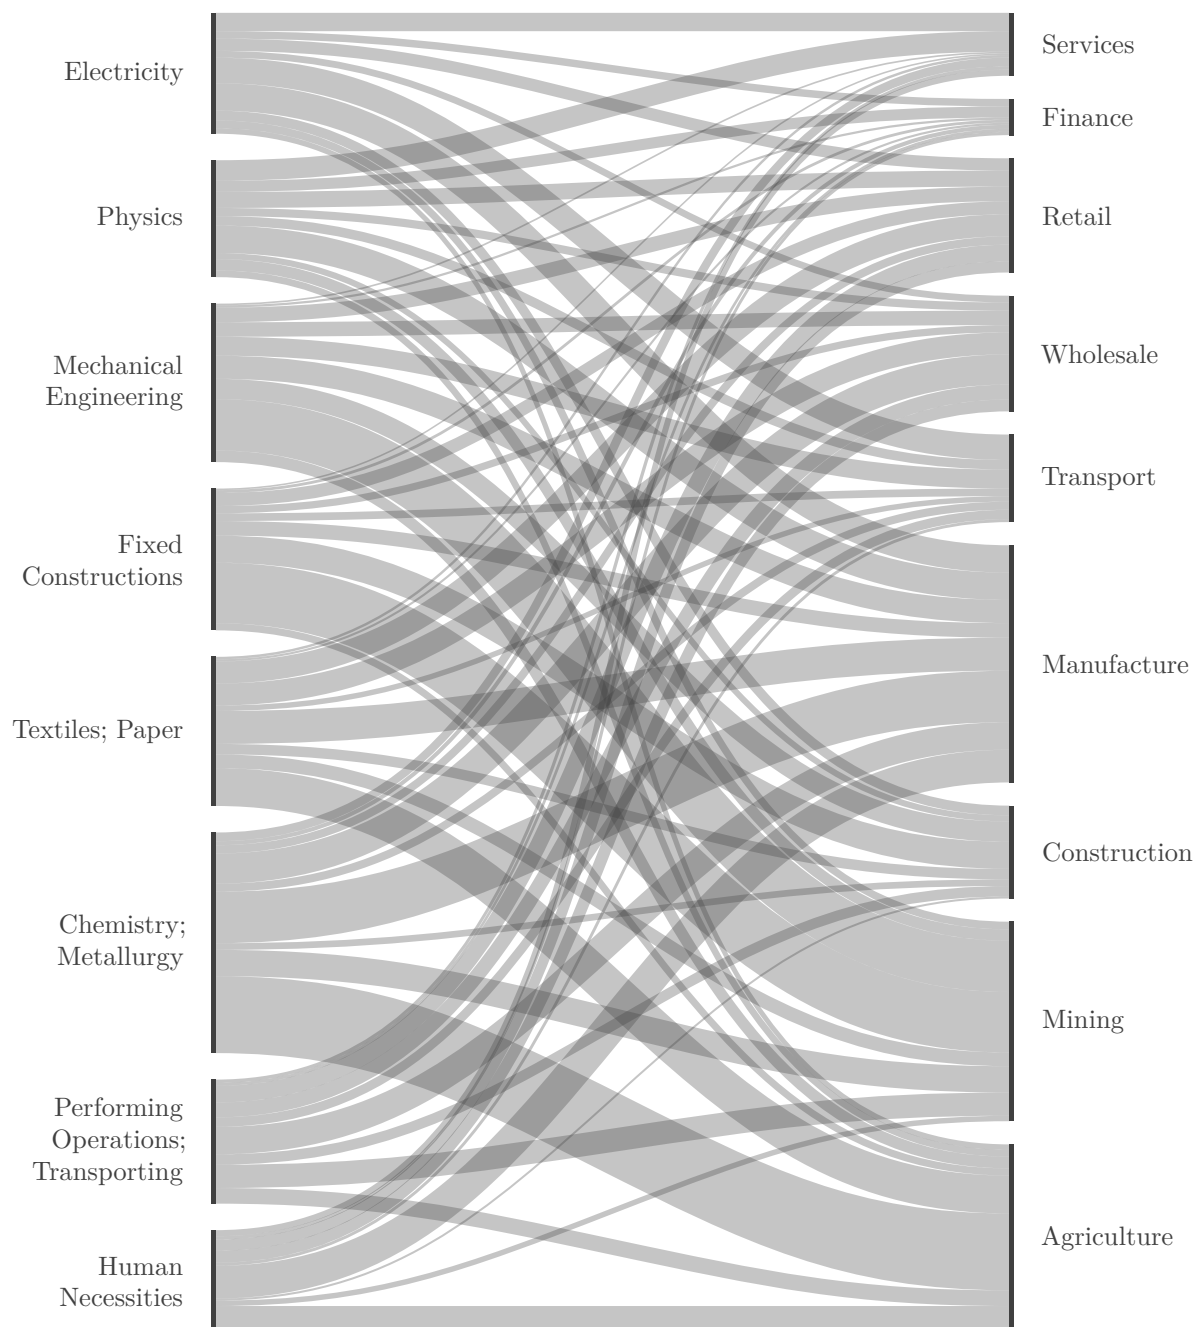 Electricity
Physics
Mechanical
Engineering
Fixed
Constructions
Textiles; Paper
Chemistry;
Metallurgy
Performing
Operations;
Transporting
Human
Necessities
Services
Finance
Retail
Wholesale
Transport
Manufacture
Construction
Mining
Agriculture